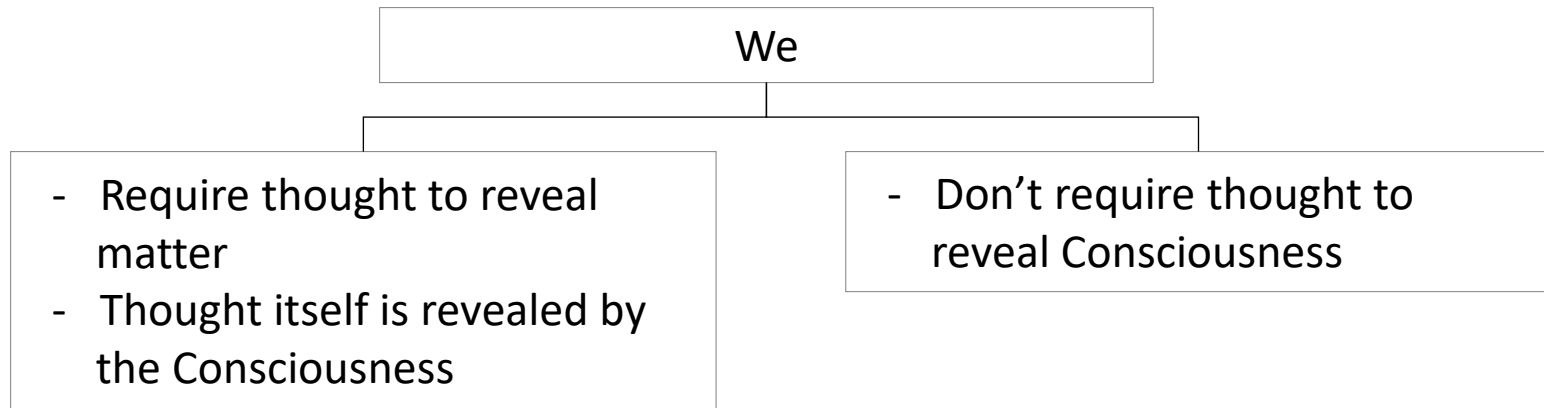 We
- Require thought to reveal
matter
- Thought itself is revealed by
the Consciousness
- Don’t require thought to
reveal Consciousness